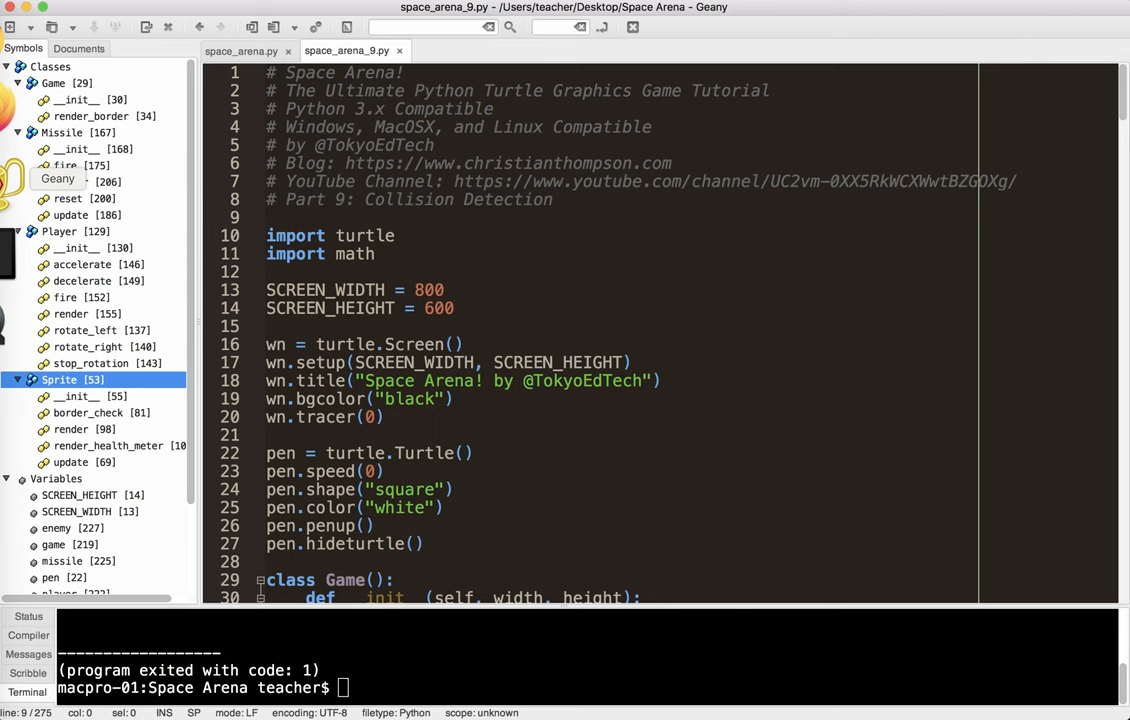 space_arena_9.py - /Users/teacher/Desktop/Space Arena - Geany
Symbols Documents
space_arena.py space_arena_9.py
Classes
Game [29]
__init__ [30]
render_border [34]
Missile [167]
__init__ [168]
fire [175]
Geany
[206]
reset [200]
update [186]
Player [129]
__init__ [130]
accelerate [146]
decelerate [149]
fire [152]
render [155]
rotate_left [137]
rotate_right [140]
stop_rotation [143]
Sprite [53]
__init__ [55]
border_check [81]
render [98]
render_health_meter [10
update [69]
Variables
SCREEN_HEIGHT [14]
SCREEN_WIDTH [13]
enemy [227]
game [219]
missile [225]
pen [22]
player [222]
1 # Space Arena!
2 # The Ultimate Python Turtle Graphics Game Tutorial
3 # Python 3.x Compatible
4 # Windows, MacOSX, and Linux Compatible
5 # by @TokyoEdTech
6 # Blog: https://www.christianthompson.com
7 # YouTube Channel: https://www.youtube.com/channel/UC2vm-0XX5RkWCXWwtBZGOXg/
8 # Part 9: Collision Detection
9
10 import turtle
11 import math
12
13 SCREEN_WIDTH = 800
14 SCREEN_HEIGHT = 600
15
16 wn = turtle.Screen()
17 wn.setup(SCREEN_WIDTH, SCREEN_HEIGHT)
18 wn.title("Space Arena! by @TokyoEdTech")
19 wn.bgcolor("black")
20 wn.tracer(0)
21
22 pen = turtle.Turtle()
23 pen.speed(0)
24 pen.shape("square")
25 pen.color("white")
26 pen.penup()
27 pen.hideturtle()
28
29 class Game():
30 def __init__(self, width, height):
Status
Compiler
Messages
Scribble
Terminal
------------------
(program exited with code: 1)
macpro-01:Space Arena teacher$
line: 9 / 275 col: 0 sel: 0 INS SP mode: LF encoding: UTF-8 filetype: Python scope: unknown